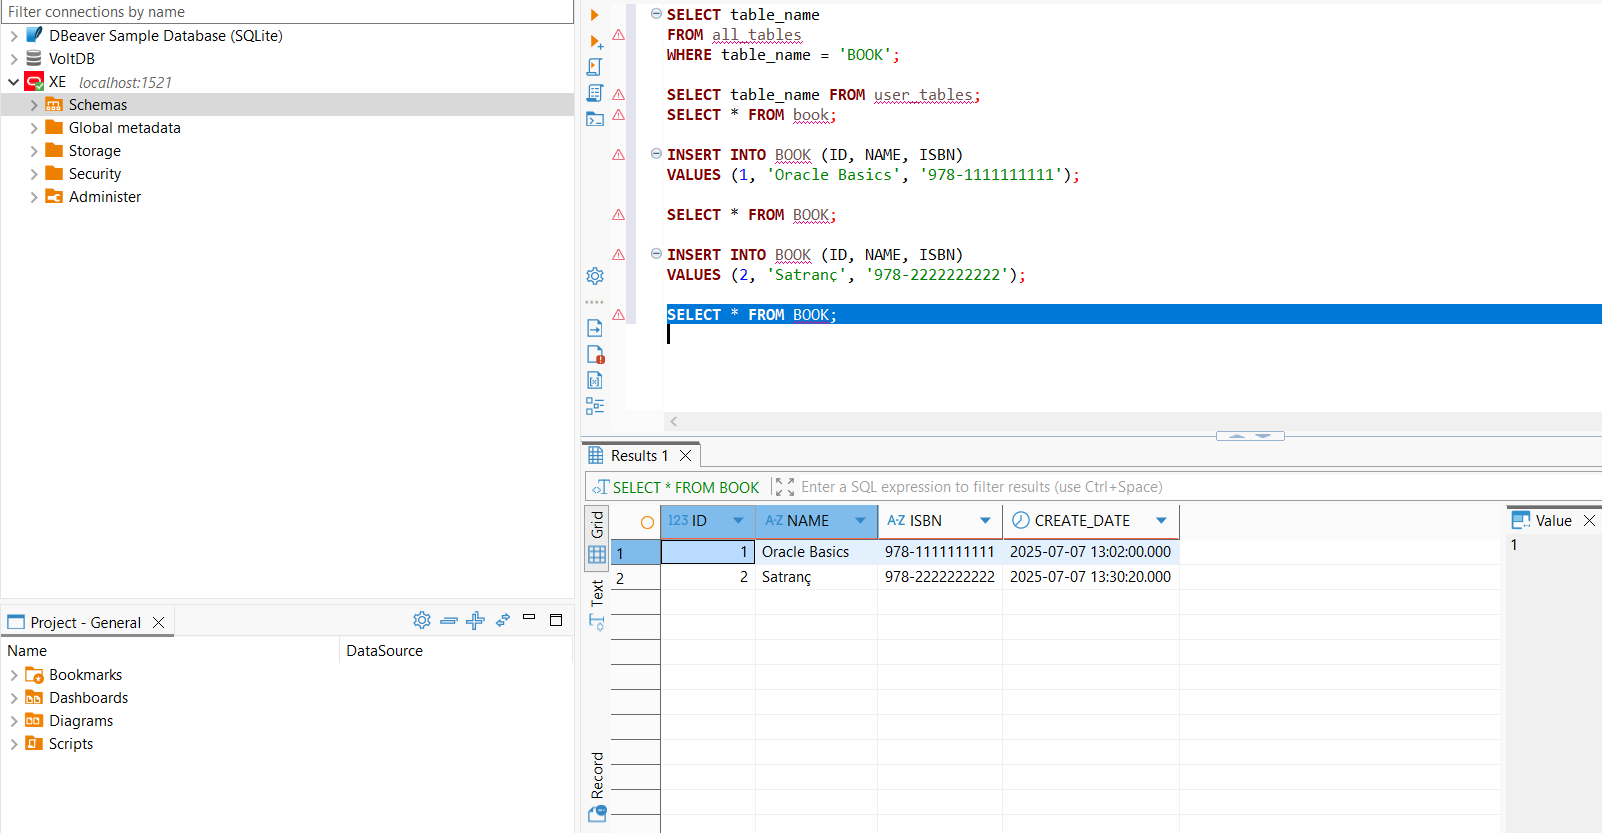 Filter connections by name
DBeaver Sample Database (SQLite)
VoltDB
XE localhost:1521
Schemas
Global metadata
Storage
Security
Administer
Project - General
Name DataSource
Bookmarks
Dashboards
Diagrams
Scripts
SELECT table_name
FROM all_tables
WHERE table_name = 'BOOK';
SELECT table_name FROM user_tables;
SELECT * FROM book;
INSERT INTO BOOK (ID, NAME, ISBN)
VALUES (1, 'Oracle Basics', '978-1111111111');
SELECT * FROM BOOK;
INSERT INTO BOOK (ID, NAME, ISBN)
VALUES (2, 'Satranç', '978-2222222222');
SELECT * FROM BOOK;
Results 1
SELECT * FROM BOOK Enter a SQL expression to filter results (use Ctrl+Space)
Grid
Text
Record
123 ID A-Z NAME A-Z ISBN CREATE_DATE
1 1 Oracle Basics 978-1111111111 2025-07-07 13:02:00.000
2 2 Satranç 978-2222222222 2025-07-07 13:30:20.000
Value
1